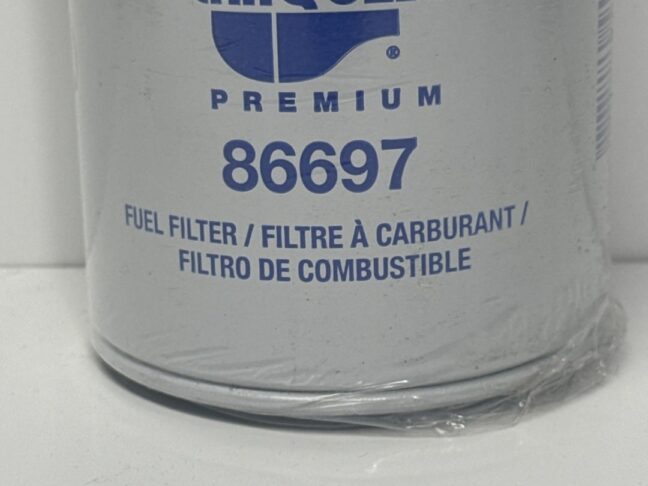 ®
PREMIUM
86697
FUEL FILTER / FILTRE À CARBURANT /
FILTRO DE COMBUSTIBLE